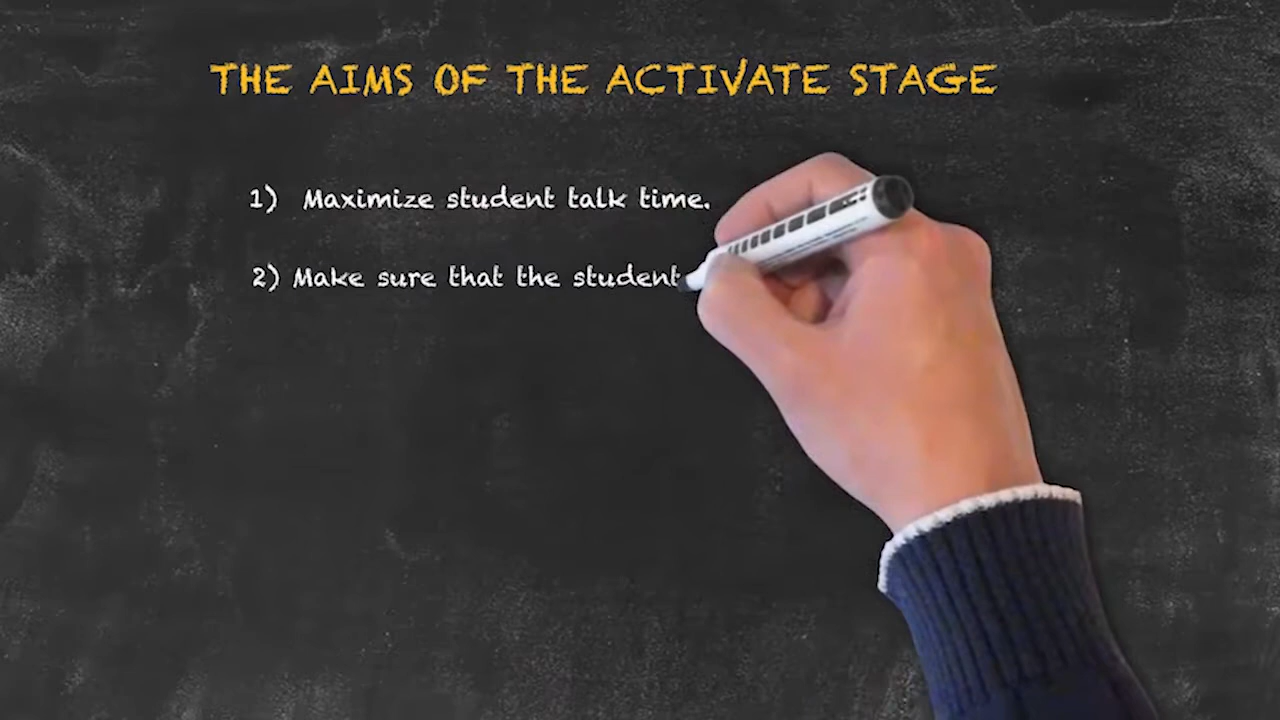 THE AIMS OF THE ACTIVATE STAGE
1) Maximize student talk time.
2) Make sure that the student